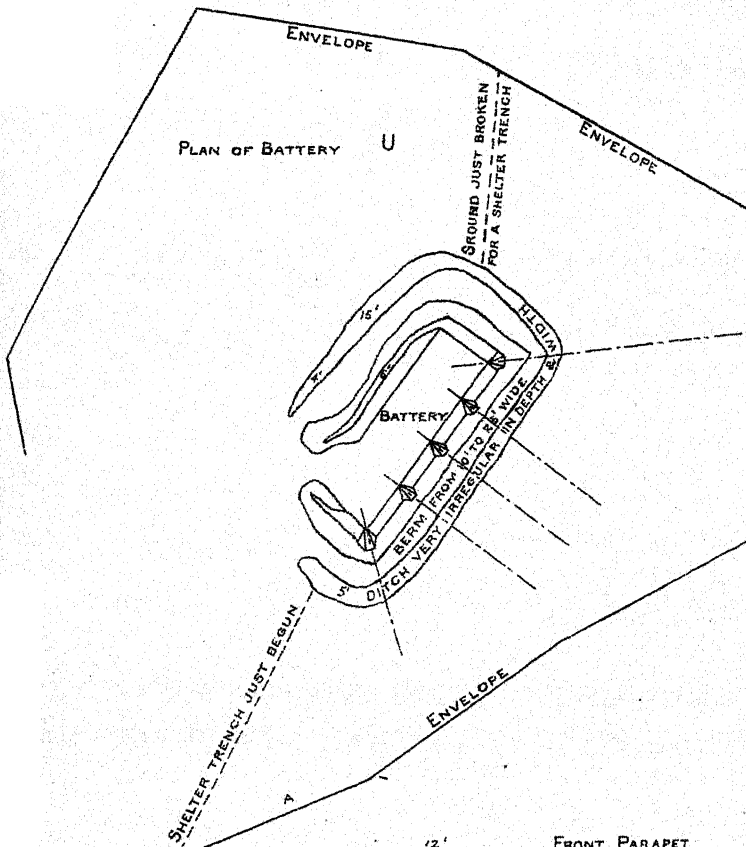 ENVELOPE
PLAN OF BATTERY U
GROUND JUST BROKEN
FOR A SHELTER TRENCH
ENVELOPE
15'
BATTERY
BERM FROM 10' TO 25' WIDE
DITCH VERY IRREGULAR IN DEPTH & WIDTH
5'
SHELTER TRENCH JUST BEGUN
ENVELOPE
12'
FRONT PARAPET